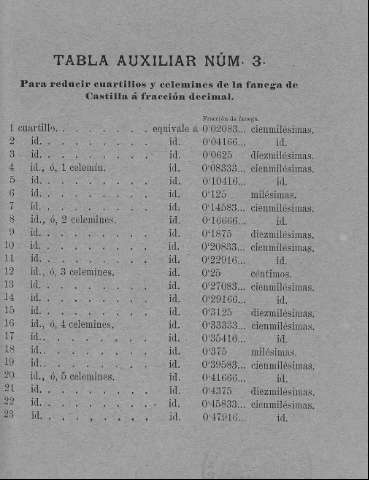 TABLA AUXILIAR NÚM. 3.
Para reducir cuartillos y celemines de la fanega de
Castilla á fracción decimal.
Fracción de fanega.
1 cuartillo. . . . . . . . . equivale á 0'02083... cienmilésimas.
2 id. . . . . . . . . . id. 0'04166... id.
3 id. . . . . . . . . . id. 0'0625 diezmilésimas.
4 id., ó, 1 celemín. . . . . id. 0'08333... cienmilésimas.
5 id. . . . . . . . . . id. 0'10416... id.
6 id. . . . . . . . . . id. 0'125 milésimas.
7 id. . . . . . . . . . id. 0'14583... cienmilésimas.
8 id., ó, 2 celemines. . . . id. 0'16666... id.
9 id. . . . . . . . . . id. 0'1875 diezmilésimas.
10 id. . . . . . . . . . id. 0'20833... cienmilésimas.
11 id. . . . . . . . . . id. 0'22916... id.
12 id., ó, 3 celemines. . . . id. 0'25 céntimos.
13 id. . . . . . . . . . id. 0'27083... cienmilésimas.
14 id. . . . . . . . . . id. 0'29166... id.
15 id. . . . . . . . . . id. 0'3125 diezmilésimas.
16 id., ó, 4 celemines. . . . id. 0'33333... cienmilésimas.
17 id. . . . . . . . . . id. 0'35416... id.
18 id. . . . . . . . . . id. 0'375 milésimas.
19 id. . . . . . . . . . id. 0'39583... cienmilésimas.
20 id., ó, 5 celemines. . . . id. 0'41666... id.
21 id. . . . . . . . . . id. 0'4375 diezmilésimas.
22 id. . . . . . . . . . id. 0'45833... cienmilésimas.
23 id. . . . . . . . . . id. 0'47916... id.